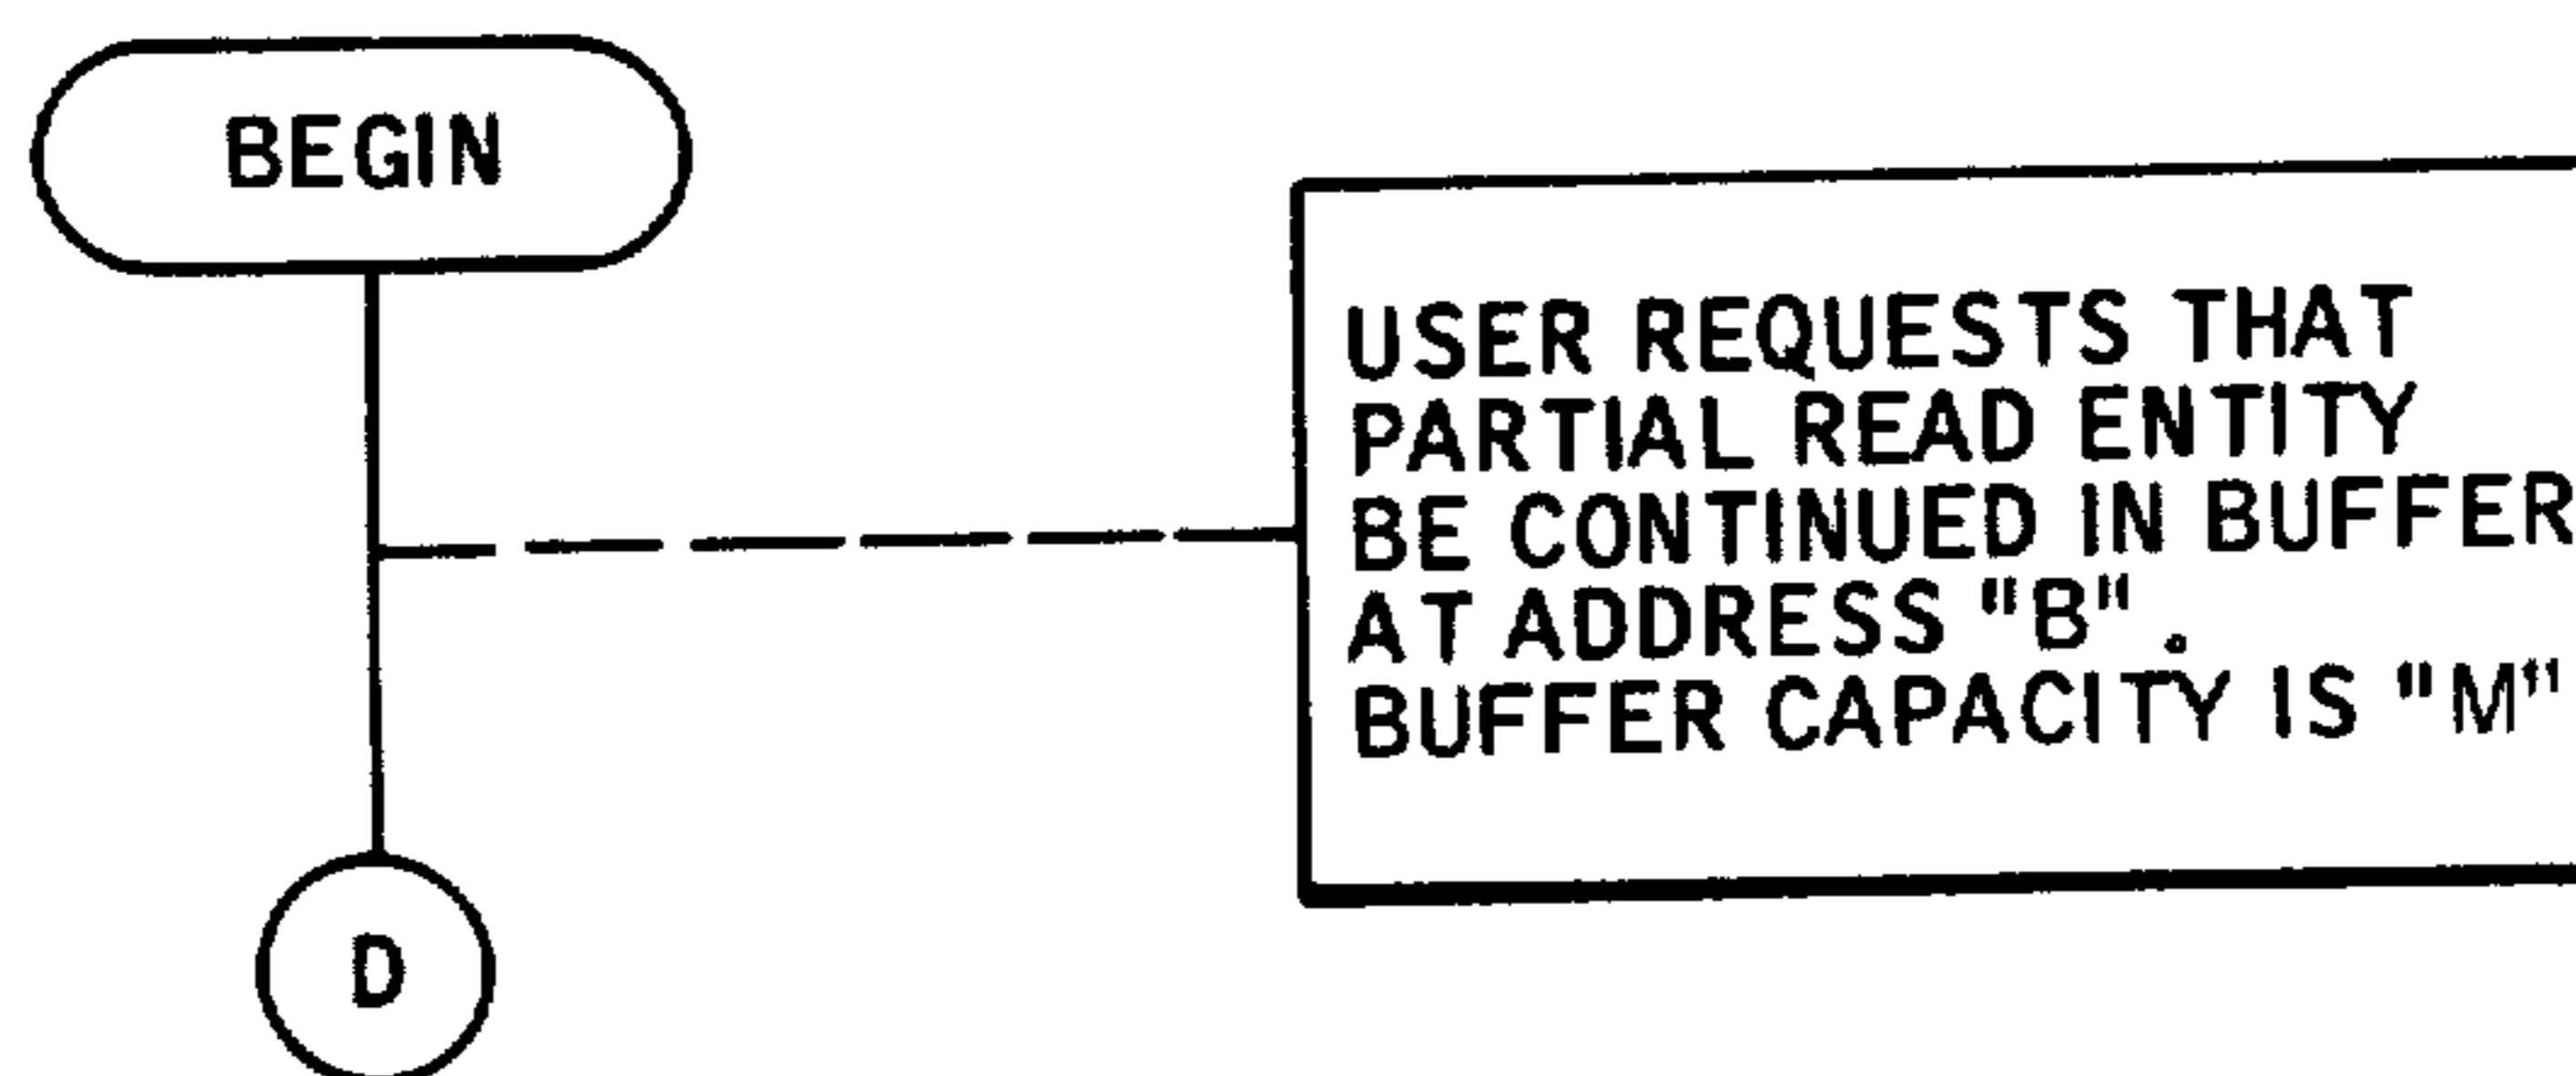 BEGIN
USER REQUESTS THAT
PARTIAL READ ENTITY
BE CONTINUED IN BUFFER
AT ADDRESS "B".
BUFFER CAPACITY IS "M"
D